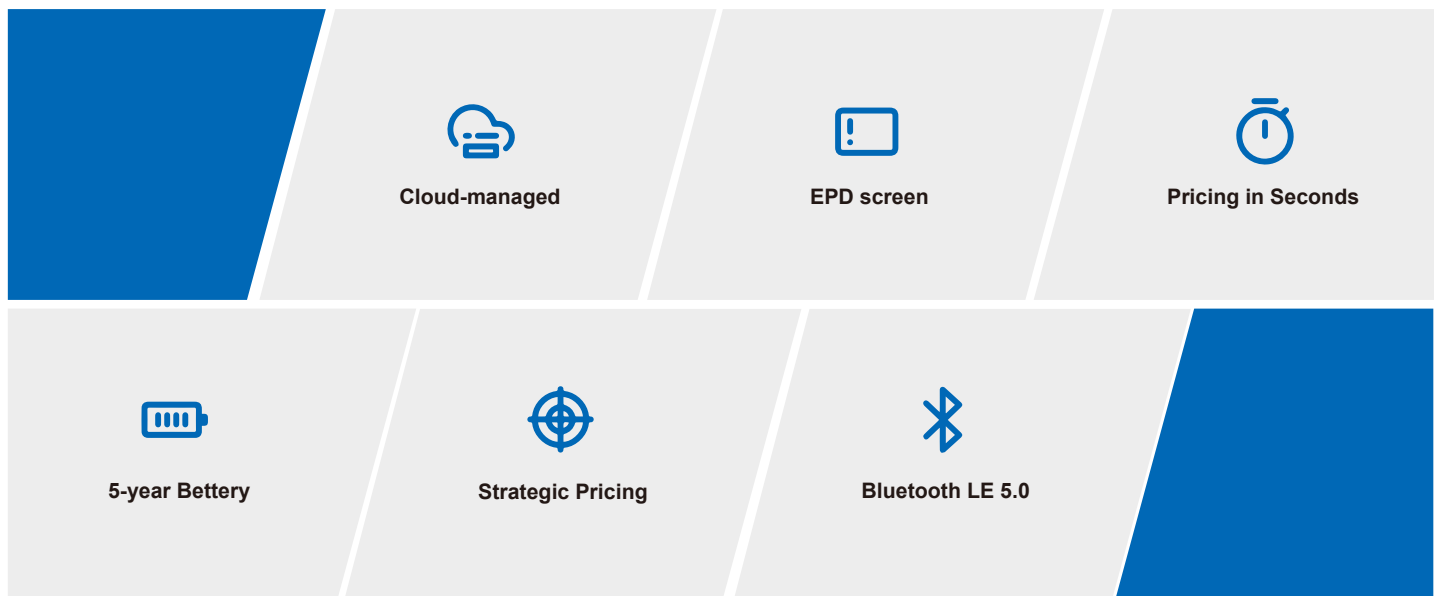 Cloud-managed
EPD screen
Pricing in Seconds
5-year Bettery
Strategic Pricing
Bluetooth LE 5.0